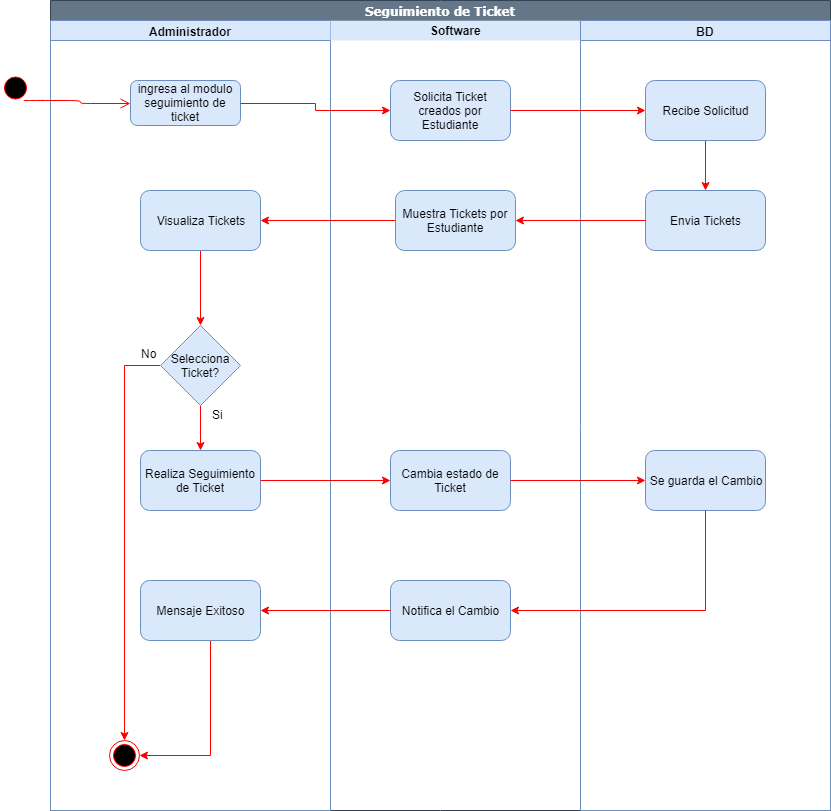 Seguimiento de Ticket
Administrador
Software
BD
ingresa al modulo
seguimiento de
ticket
Solicita Ticket
creados por
Estudiante
Recibe Solicitud
Visualiza Tickets
Muestra Tickets por
Estudiante
Envia Tickets
No
Selecciona
Ticket?
Si
Realiza Seguimiento
de Ticket
Cambia estado de
Ticket
Se guarda el Cambio
Mensaje Exitoso
Notifica el Cambio